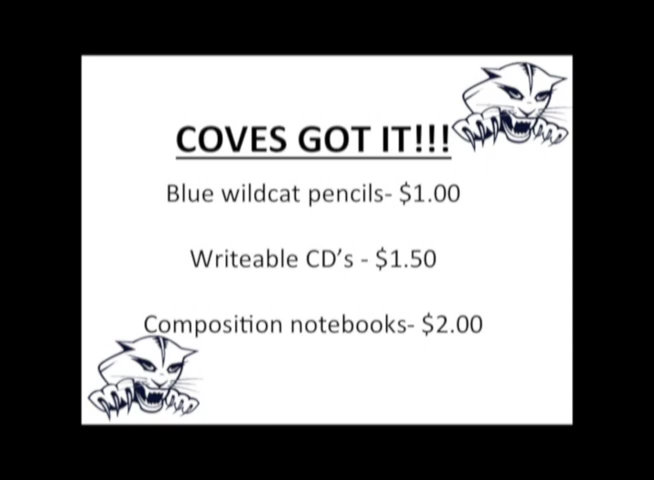 COVES GOT IT!!!
Blue wildcat pencils- $1.00
Writeable CD’s - $1.50
Composition notebooks- $2.00